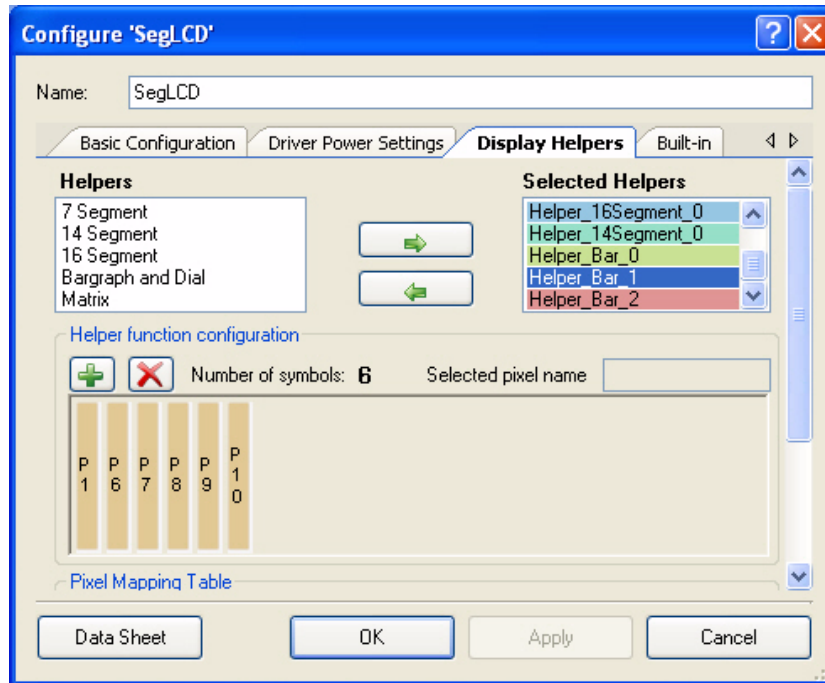 Configure 'SegLCD'
Name: SegLCD
Basic Configuration Driver Power Settings Display Helpers Built-in
Helpers Selected Helpers
7 Segment Helper_16Segment_0
14 Segment Helper_14Segment_0
16 Segment Helper_Bar_0
Bargraph and Dial Helper_Bar_1
Matrix Helper_Bar_2
Helper function configuration
Number of symbols: 6 Selected pixel name
P1 P6 P7 P8 P9 P10
Pixel Mapping Table
Data Sheet OK Apply Cancel